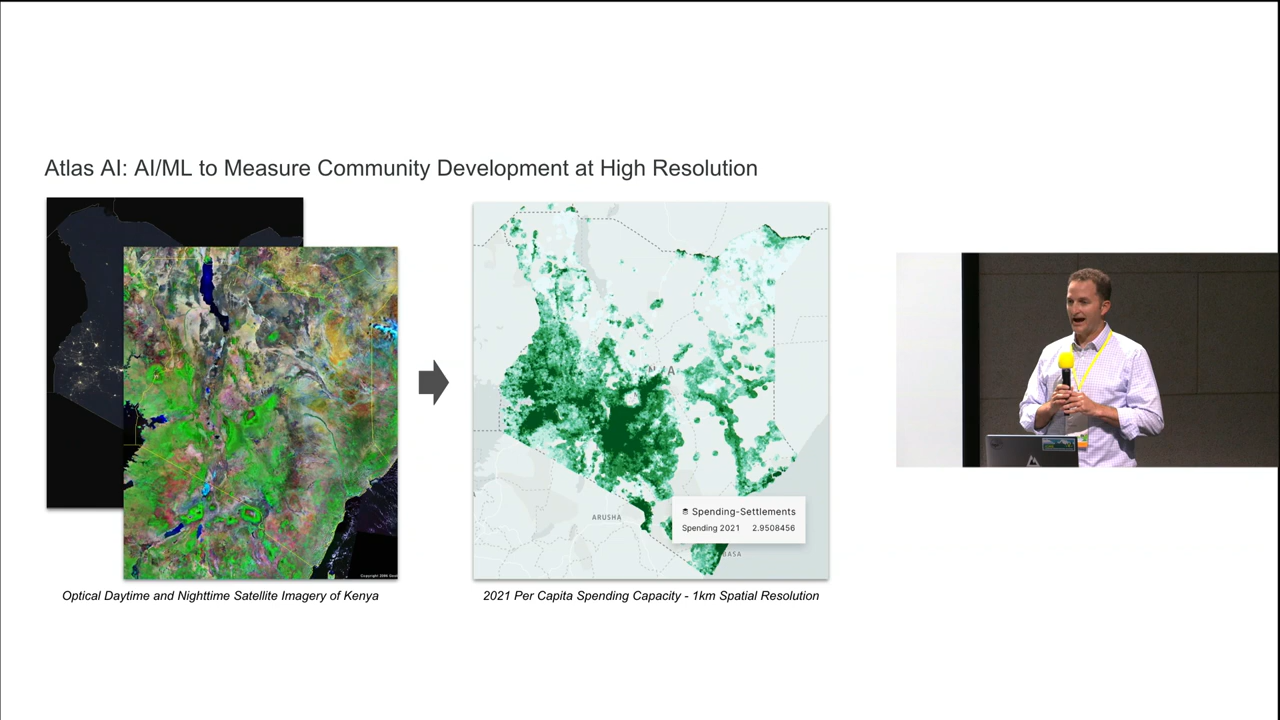 Atlas AI: AI/ML to Measure Community Development at High Resolution
ARUSHA
Spending-Settlements
Spending 2021 2.9508456
Optical Daytime and Nighttime Satellite Imagery of Kenya
2021 Per Capita Spending Capacity - 1km Spatial Resolution